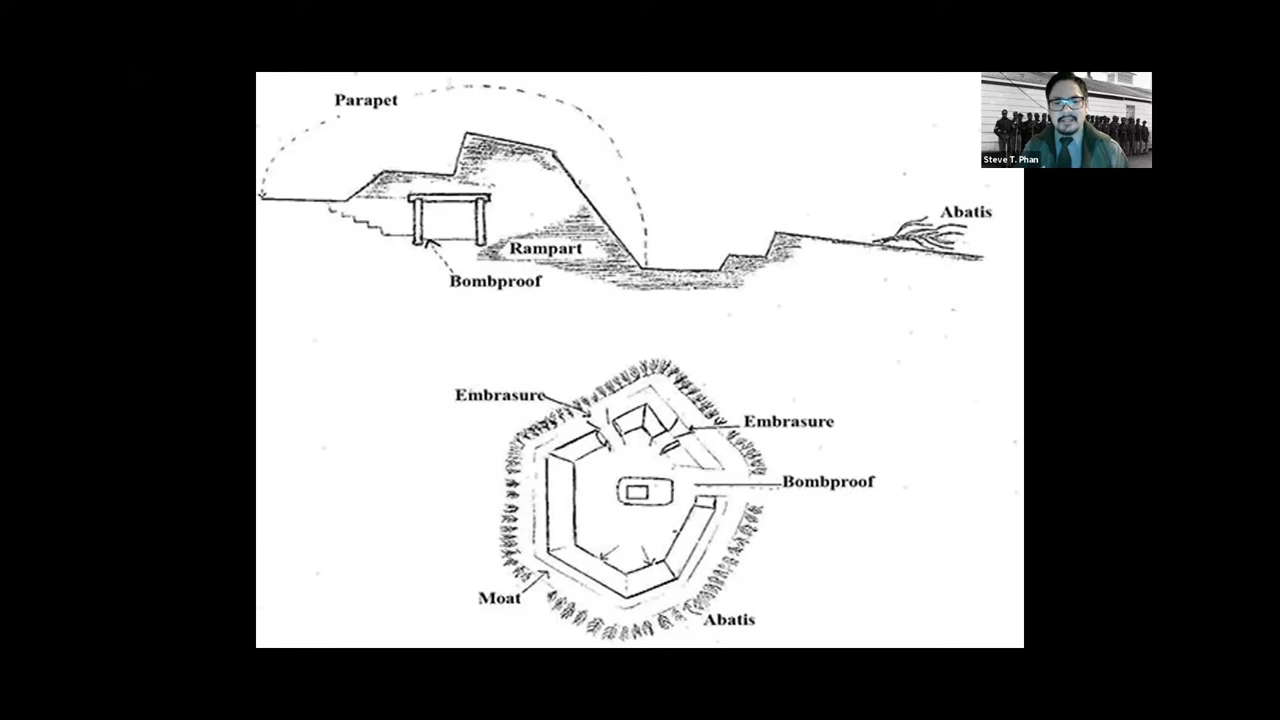 Parapet
Steve T. Phan
Abatis
Rampart
Bombproof
Embrasure
Embrasure
Bombproof
Moat
Abatis